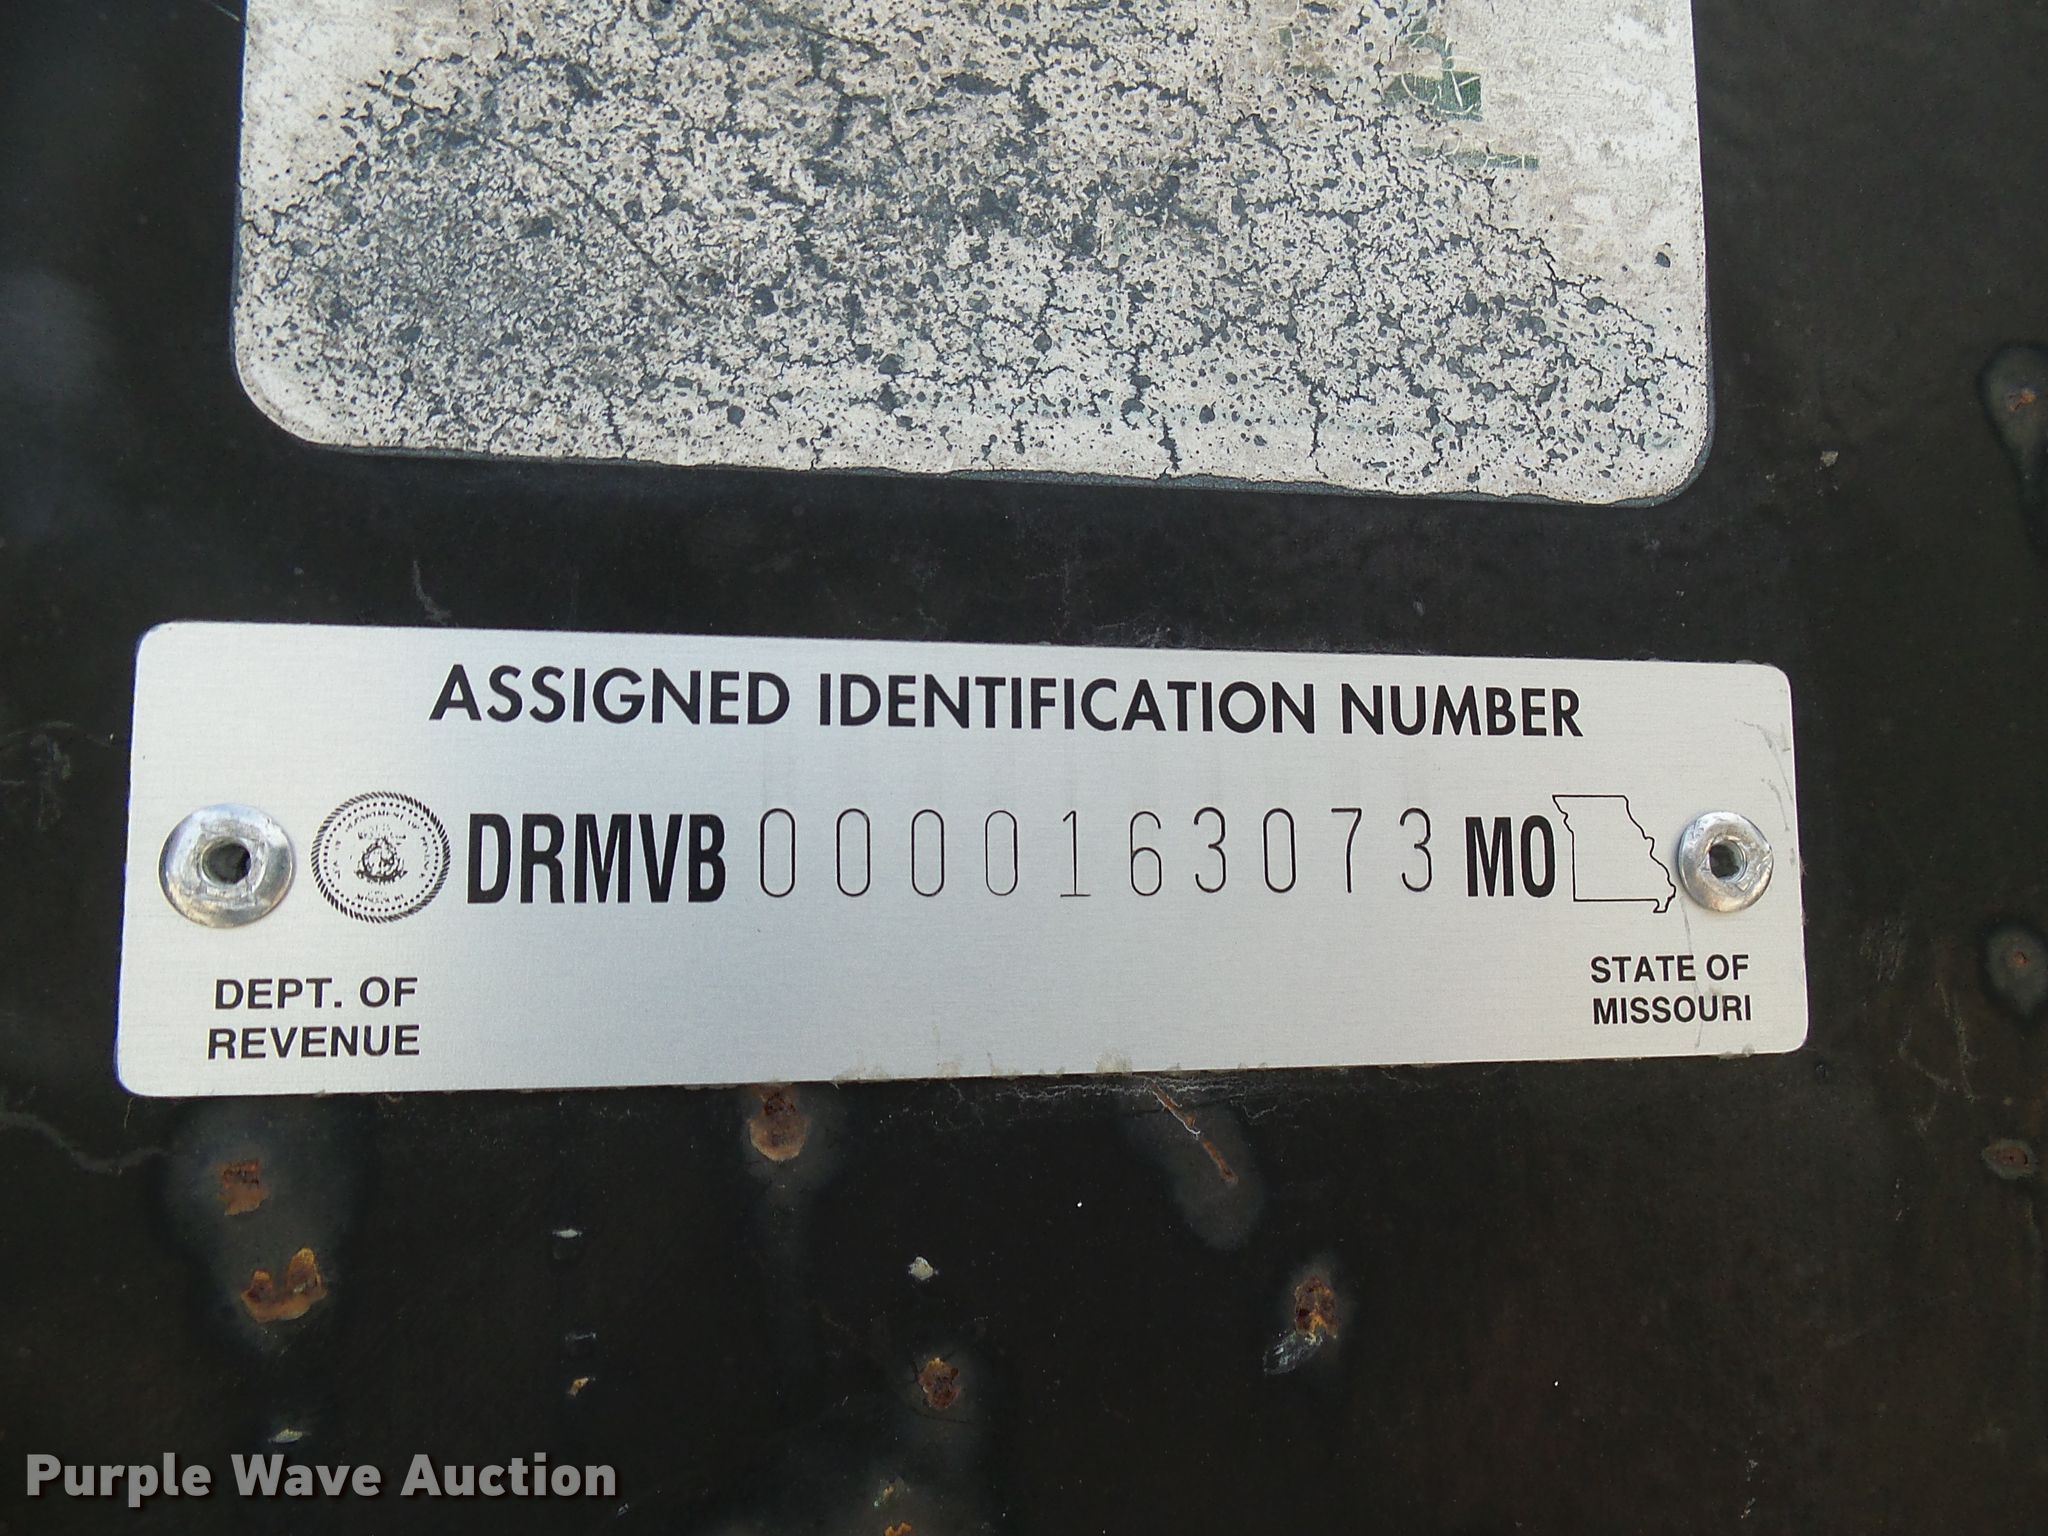 ASSIGNED IDENTIFICATION NUMBER
DRMVB 0000163073 MO
DEPT. OF
REVENUE
STATE OF
MISSOURI
Purple Wave Auction